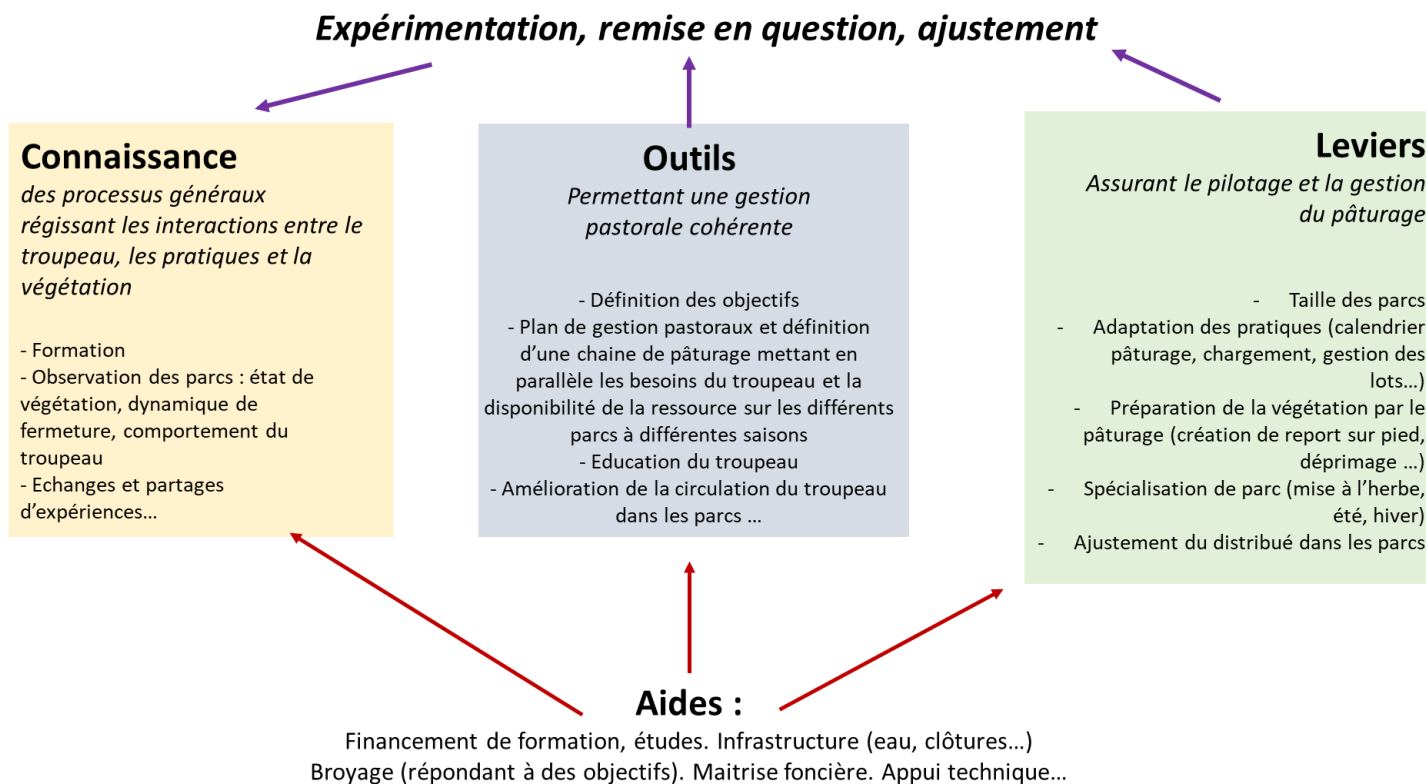 Expérimentation, remise en question, ajustement
Connaissance
des processus généraux
régissant les interactions entre le
troupeau, les pratiques et la
végétation
- Formation
- Observation des parcs : état de
végétation, dynamique de
fermeture, comportement du
troupeau
- Echanges et partages
d’expériences…
Outils
Permettant une gestion
pastorale cohérente
- Définition des objectifs
- Plan de gestion pastoraux et définition
d’une chaine de pâturage mettant en
parallèle les besoins du troupeau et la
disponibilité de la ressource sur les différents
parcs à différentes saisons
- Education du troupeau
- Amélioration de la circulation du troupeau
dans les parcs …
Leviers
Assurant le pilotage et la gestion
du pâturage
- Taille des parcs
- Adaptation des pratiques (calendrier
pâturage, chargement, gestion des
lots…)
- Préparation de la végétation par le
pâturage (création de report sur pied,
déprimage …)
- Spécialisation de parc (mise à l’herbe,
été, hiver)
- Ajustement du distribué dans les parcs
Aides :
Financement de formation, études. Infrastructure (eau, clôtures…)
Broyage (répondant à des objectifs). Maitrise foncière. Appui technique…